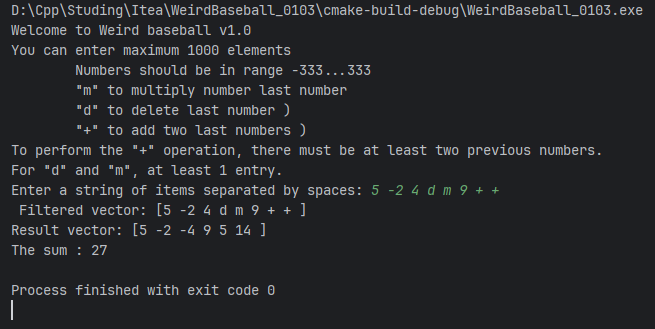 D:\Cpp\Studing\Itea\WeirdBaseball_0103\cmake-build-debug\WeirdBaseball_0103.exe
Welcome to Weird baseball v1.0
You can enter maximum 1000 elements
Numbers should be in range -333...333
"m" to multiply number last number
"d" to delete last number )
"+" to add two last numbers )
To perform the "+" operation, there must be at least two previous numbers.
For "d" and "m", at least 1 entry.
Enter a string of items separated by spaces: 5 -2 4 d m 9 + +
Filtered vector: [5 -2 4 d m 9 + + ]
Result vector: [5 -2 -4 9 5 14 ]
The sum : 27
Process finished with exit code 0